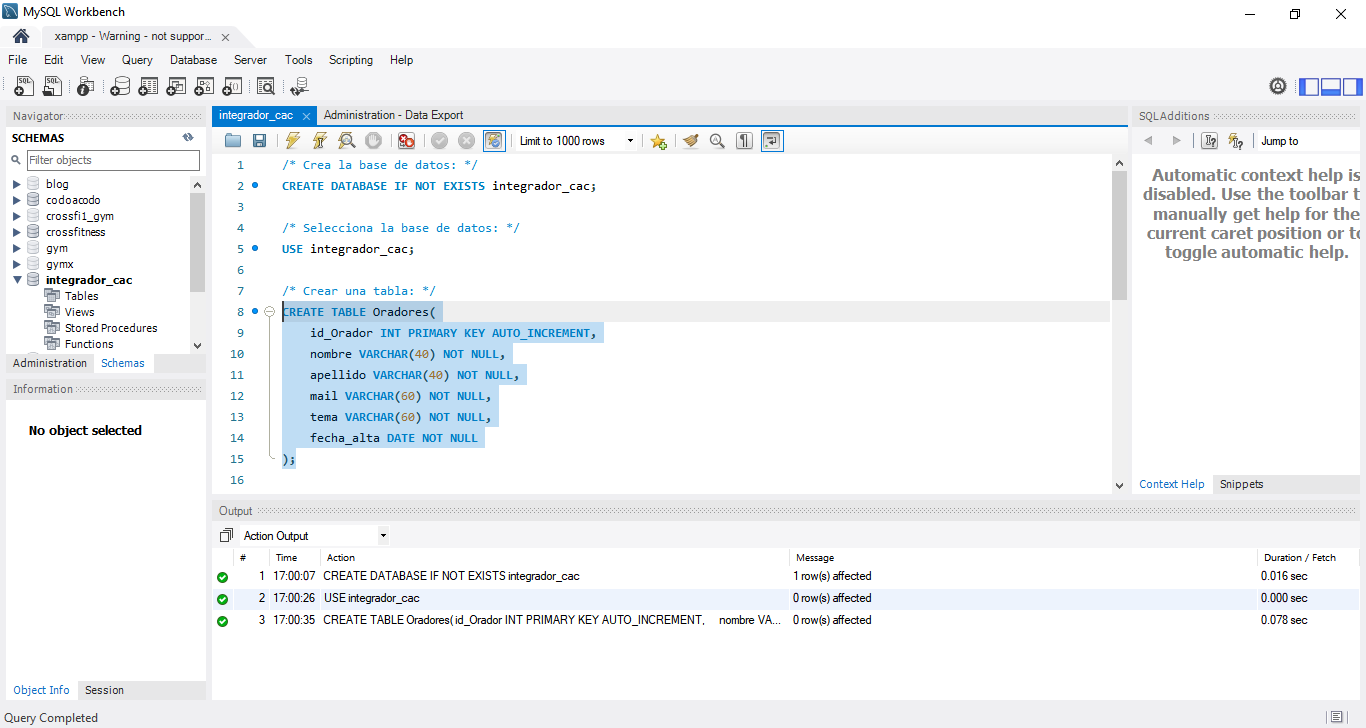 MySQL Workbench
xampp - Warning - not suppor...
File Edit View Query Database Server Tools Scripting Help
Navigator
SCHEMAS
Filter objects
blog
codoacodo
crossfi1_gym
crossfitness
gym
gymx
integrador_cac
Tables
Views
Stored Procedures
Functions
Administration Schemas
Information
No object selected
Object Info Session
integrador_cac Administration - Data Export
Limit to 1000 rows
1 /* Crea la base de datos: */
2 CREATE DATABASE IF NOT EXISTS integrador_cac;
3
4 /* Selecciona la base de datos: */
5 USE integrador_cac;
6
7 /* Crear una tabla: */
8 CREATE TABLE Oradores(
9 id_Orador INT PRIMARY KEY AUTO_INCREMENT,
10 nombre VARCHAR(40) NOT NULL,
11 apellido VARCHAR(40) NOT NULL,
12 mail VARCHAR(60) NOT NULL,
13 tema VARCHAR(60) NOT NULL,
14 fecha_alta DATE NOT NULL
15 );
16
SQLAdditions
Jump to
Automatic context help is
disabled. Use the toolbar t
manually get help for the
current caret position or to
toggle automatic help.
Context Help Snippets
Output
Action Output
# Time Action Message Duration / Fetch
1 17:00:07 CREATE DATABASE IF NOT EXISTS integrador_cac 1 row(s) affected 0.016 sec
2 17:00:26 USE integrador_cac 0 row(s) affected 0.000 sec
3 17:00:35 CREATE TABLE Oradores( id_Orador INT PRIMARY KEY AUTO_INCREMENT, nombre VA... 0 row(s) affected 0.078 sec
Query Completed